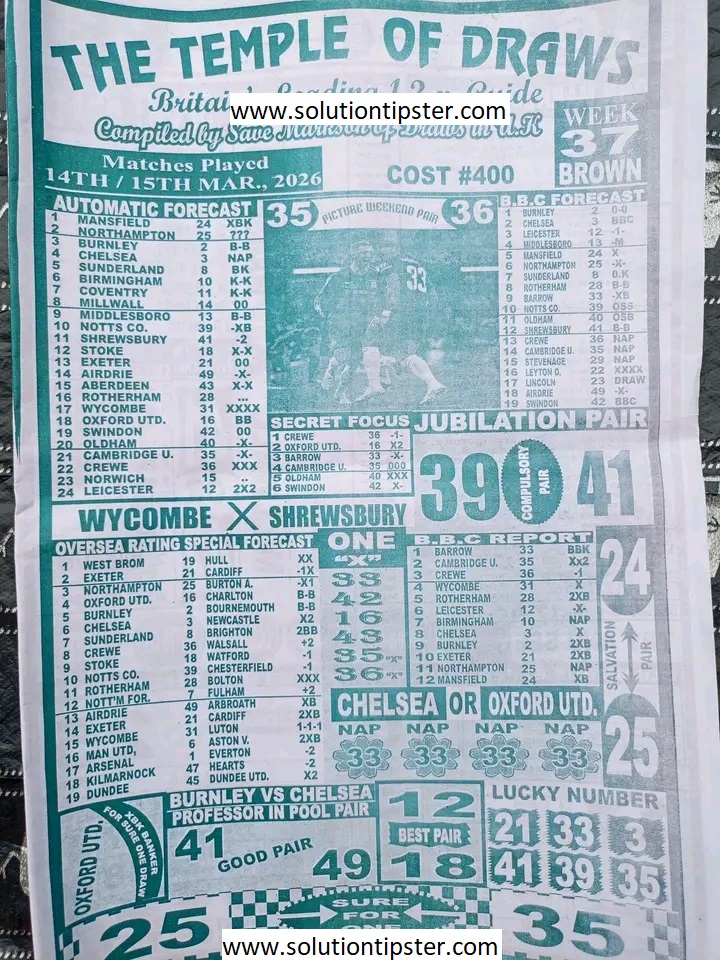 THE TEMPLE OF DRAWS
www.solutiontipster.com
Compiled by
WEEK
37
BROWN
Matches Played
14TH / 15TH MAR., 2026
COST #400
AUTOMATIC FORECAST
1 MANSFIELD 24 XBK
2 NORTHAMPTON 25 ???
3 BURNLEY 2 B-B
4 CHELSEA 3 NAP
5 SUNDERLAND 8 BK
6 BIRMINGHAM 10 K-K
7 COVENTRY 11 K-K
8 MILLWALL 14 00
9 MIDDLESBORO 13 B-B
10 NOTTS CO. 39 -XB
11 SHREWSBURY 41 -2
12 STOKE 18 X-X
13 EXETER 21 00
14 AIRDRIE 49 -X-
15 ABERDEEN 43 X-X
16 ROTHERHAM 28 ...
17 WYCOMBE 31 XXXX
18 OXFORD UTD. 16 BB
19 SWINDON 42 00
20 OLDHAM 40 -X-
21 CAMBRIDGE U. 35 -X-
22 CREWE 36 XXX
23 NORWICH 15 ..
24 LEICESTER 12 2X2
35 PICTURE WEEKEND PAIR 36
33
B.B.C FORECAST
1 BURNLEY 2 0-0
2 CHELSEA 3 BBC
3 LEICESTER 12 -1-
4 MIDDLESBORO 13 -M
5 MANSFIELD 24 X
6 NORTHAMPTON 25 -X-
7 SUNDERLAND 8 0.K
8 ROTHERHAM 28 B-B
9 BARROW 33 -XB
10 NOTTS CO. 39 OSS
11 OLDHAM 40 OSB
12 SHREWSBURY 41 B-B
13 CREWE 36 NAP
14 CAMBRIDGE U. 35 NAP
15 STEVENAGE 29 NAP
16 LEYTON O. 22 XXXX
17 LINCOLN 23 DRAW
18 AIRDRIE 49 -X-
19 SWINDON 42 BBC
SECRET FOCUS
1 CREWE 36 -1-
2 OXFORD UTD. 16 X2
3 BARROW 33 -X-
4 CAMBRIDGE U. 35 000
5 OLDHAM 40 XXX
6 SWINDON 42 X-
JUBILATION PAIR
39 COMPULSORY PAIR 41
WYCOMBE X SHREWSBURY
OVERSEA RATING SPECIAL FORECAST
1 WEST BROM 19 HULL XX
2 EXETER 21 CARDIFF -1X
3 NORTHAMPTON 25 BURTON A. -X1
4 OXFORD UTD. 16 CHARLTON B-B
5 BURNLEY 2 BOURNEMOUTH B-B
6 CHELSEA 3 NEWCASTLE X2
7 SUNDERLAND 8 BRIGHTON 2BB
8 CREWE 36 WALSALL +2
9 STOKE 18 WATFORD -1
10 NOTTS CO. 39 CHESTERFIELD -1
11 ROTHERHAM 28 BOLTON XXX
12 NOTT'M FOR. 7 FULHAM +2
13 AIRDRIE 49 ARBROATH XB
14 EXETER 21 CARDIFF 2XB
15 WYCOMBE 31 LUTON 1-1-1
16 MAN UTD, 6 ASTON V. 2XB
17 ARSENAL 1 EVERTON -2
18 KILMARNOCK 47 HEARTS -2
19 DUNDEE 45 DUNDEE UTD. X2
ONE
"X"
33
42
16
43
35 "X"
36 "X"
B.B.C REPORT
1 BARROW 33 BBK
2 CAMBRIDGE U. 35 Xx2
3 CREWE 36 -1
4 WYCOMBE 31 X
5 ROTHERHAM 28 2XB
6 LEICESTER 12 -X-
7 BIRMINGHAM 10 NAP
8 CHELSEA 3 X
9 BURNLEY 2 2XB
10 EXETER 21 2XB
11 NORTHAMPTON 25 NAP
12 MANSFIELD 24 XB
24
SALVATION PAIR
25
CHELSEA OR OXFORD UTD.
NAP NAP NAP NAP
33 33 33 33
OXFORD UTD.
XBK BANKER
FOR SURE ONE DRAW
BURNLEY VS CHELSEA
PROFESSOR IN POOL PAIR
41 GOOD PAIR 49
12
BEST PAIR
18
LUCKY NUMBER
21 33 3
41 39 35
25 SURE FOR 35
www.solutiontipster.com